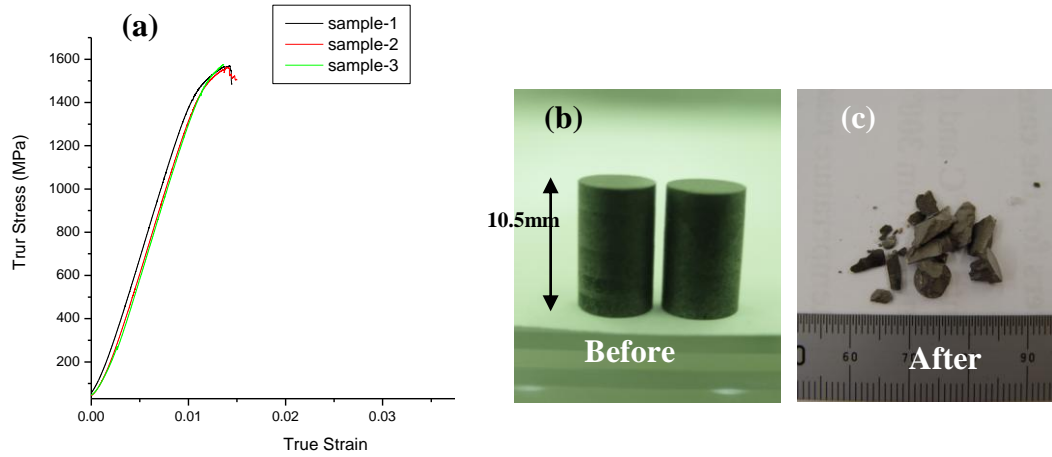 (a)
sample-1
sample-2
sample-3
1600
1400
1200
1000
800
600
400
200
0.00 0.01 0.02 0.03
True Strain
Trur Stress (MPa)
(b)
10.5mm
Before
(c)
60 70 90
After